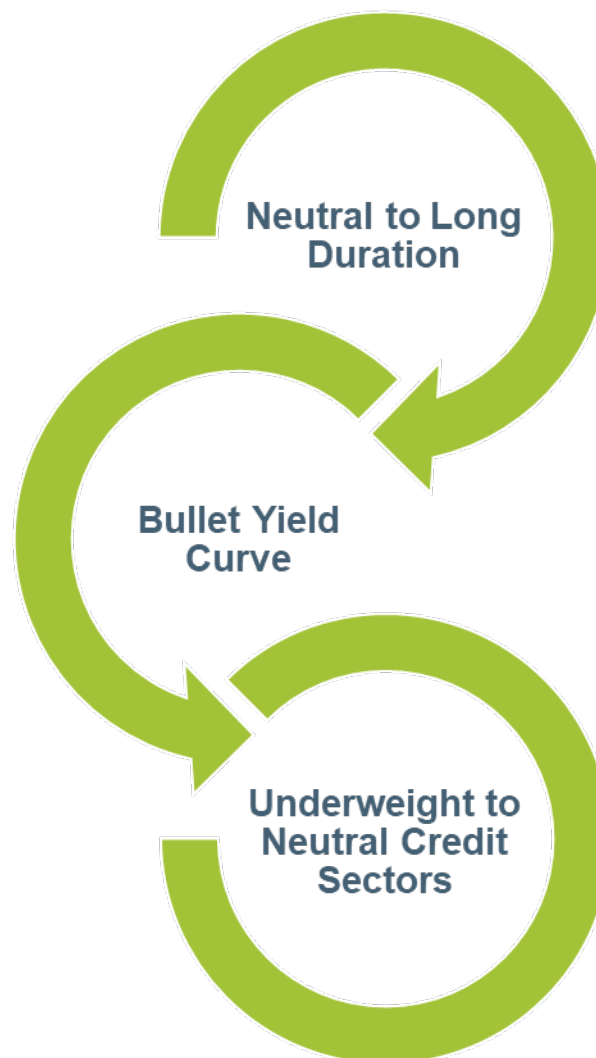 Neutral to Long
Duration
Bullet Yield
Curve
Underweight to
Neutral Credit
Sectors